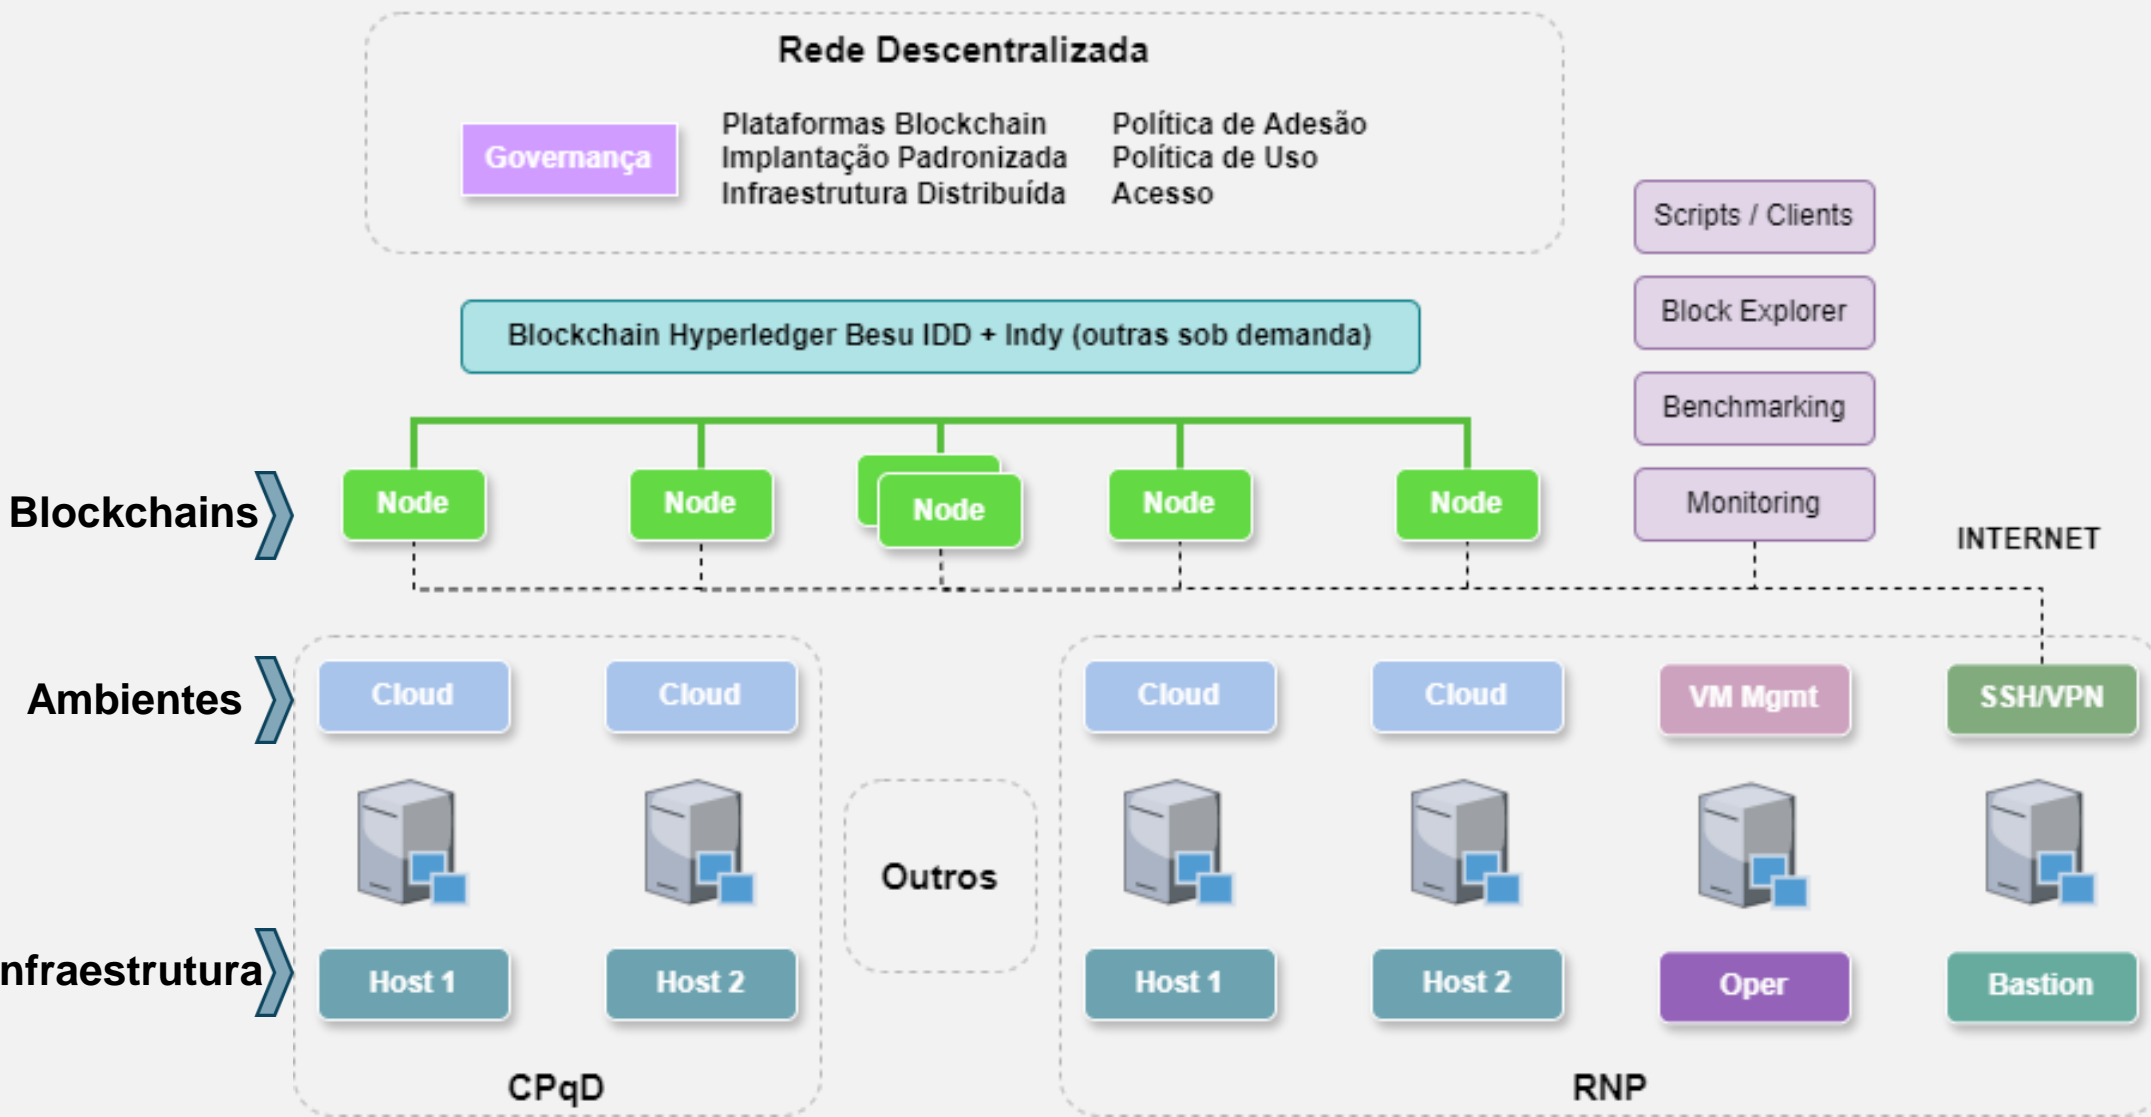 Rede Descentralizada
Governança
Plataformas Blockchain
Implantação Padronizada
Infraestrutura Distribuída
Política de Adesão
Política de Uso
Acesso
Scripts / Clients
Block Explorer
Benchmarking
Monitoring
Blockchain Hyperledger Besu IDD + Indy (outras sob demanda)
Blockchains
Node
Node
Node
Node
Node
INTERNET
Ambientes
Cloud
Cloud
Cloud
Cloud
VM Mgmt
SSH/VPN
Outros
nfraestrutura
Host 1
Host 2
Host 1
Host 2
Oper
Bastion
CPqD
RNP